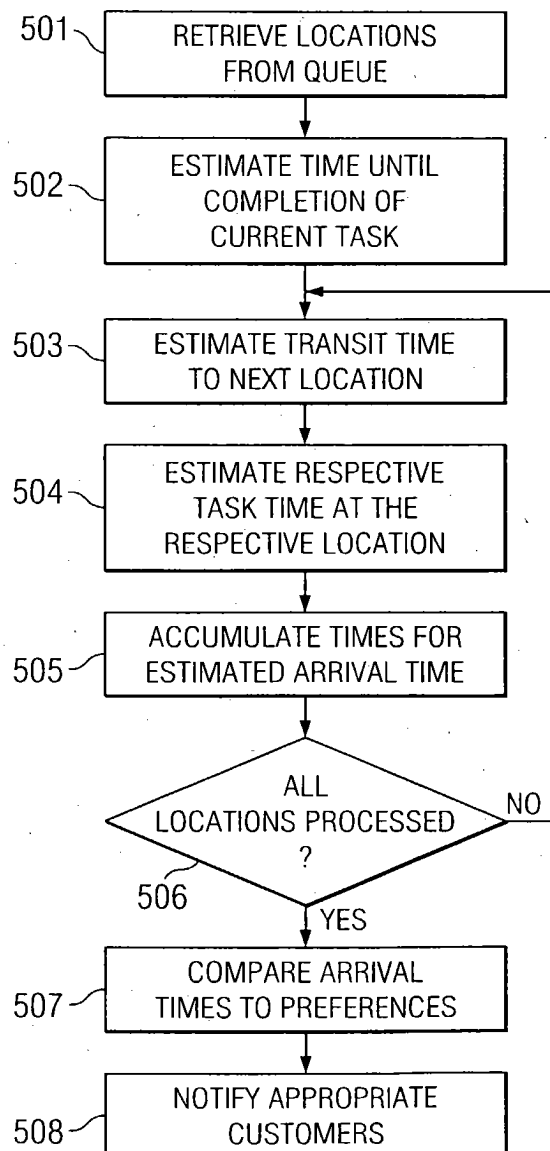 501
RETRIEVE LOCATIONS
FROM QUEUE
502
ESTIMATE TIME UNTIL
COMPLETION OF
CURRENT TASK
503
ESTIMATE TRANSIT TIME
TO NEXT LOCATION
504
ESTIMATE RESPECTIVE
TASK TIME AT THE
RESPECTIVE LOCATION
505
ACCUMULATE TIMES FOR
ESTIMATED ARRIVAL TIME
ALL
LOCATIONS PROCESSED
?
NO
506
YES
507
COMPARE ARRIVAL
TIMES TO PREFERENCES
508
NOTIFY APPROPRIATE
CUSTOMERS